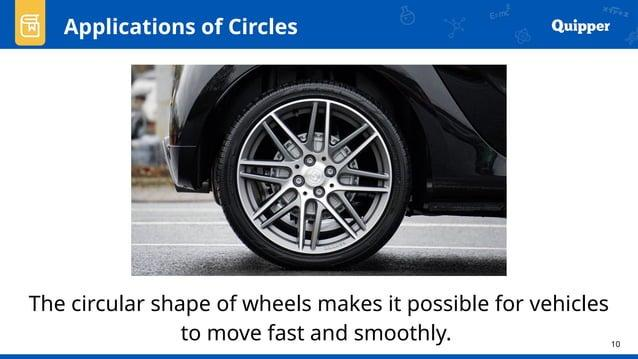 Applications of Circles
E=mc²
Quipper
The circular shape of wheels makes it possible for vehicles
to move fast and smoothly.
10